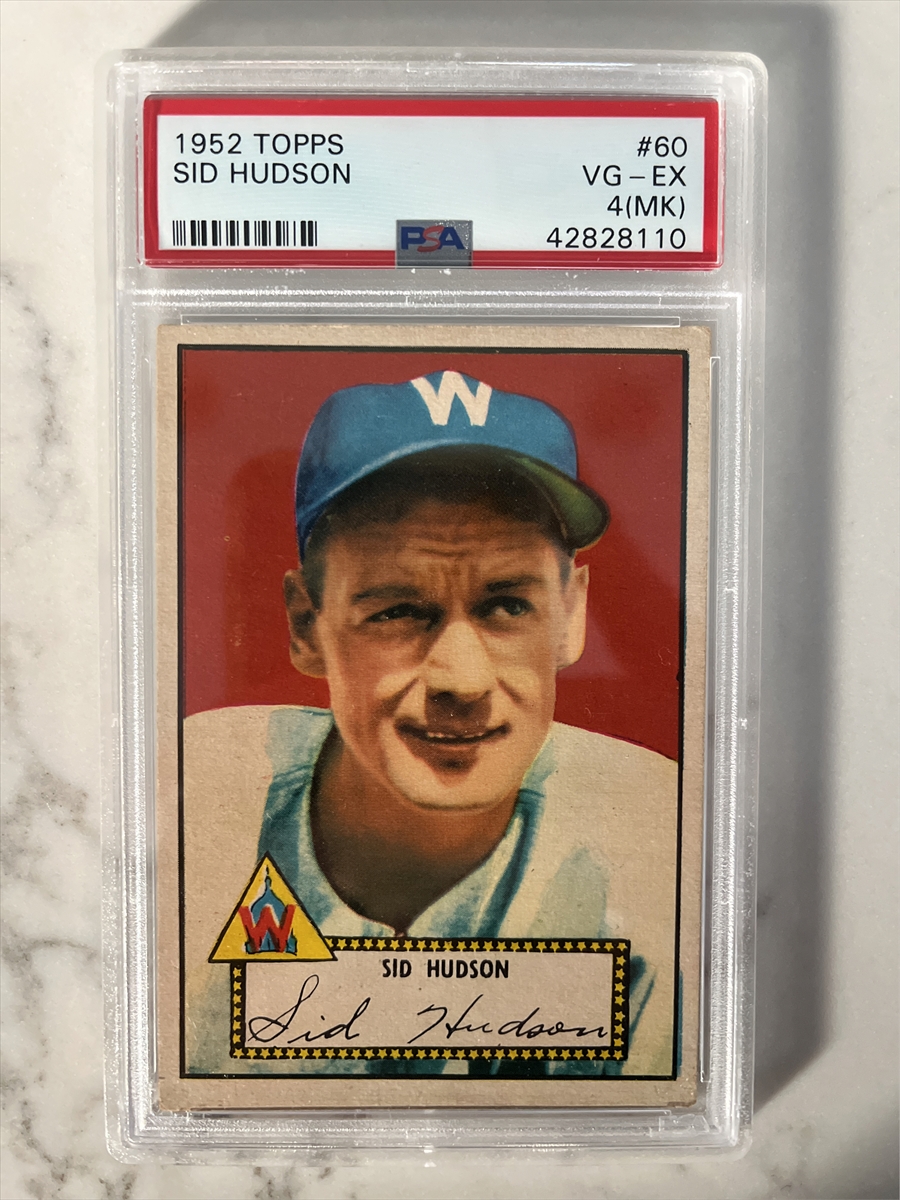 1952 TOPPS #60
SID HUDSON VG-EX
4(MK)
PSA 42828110
W
W
SID HUDSON
Sid Hudson